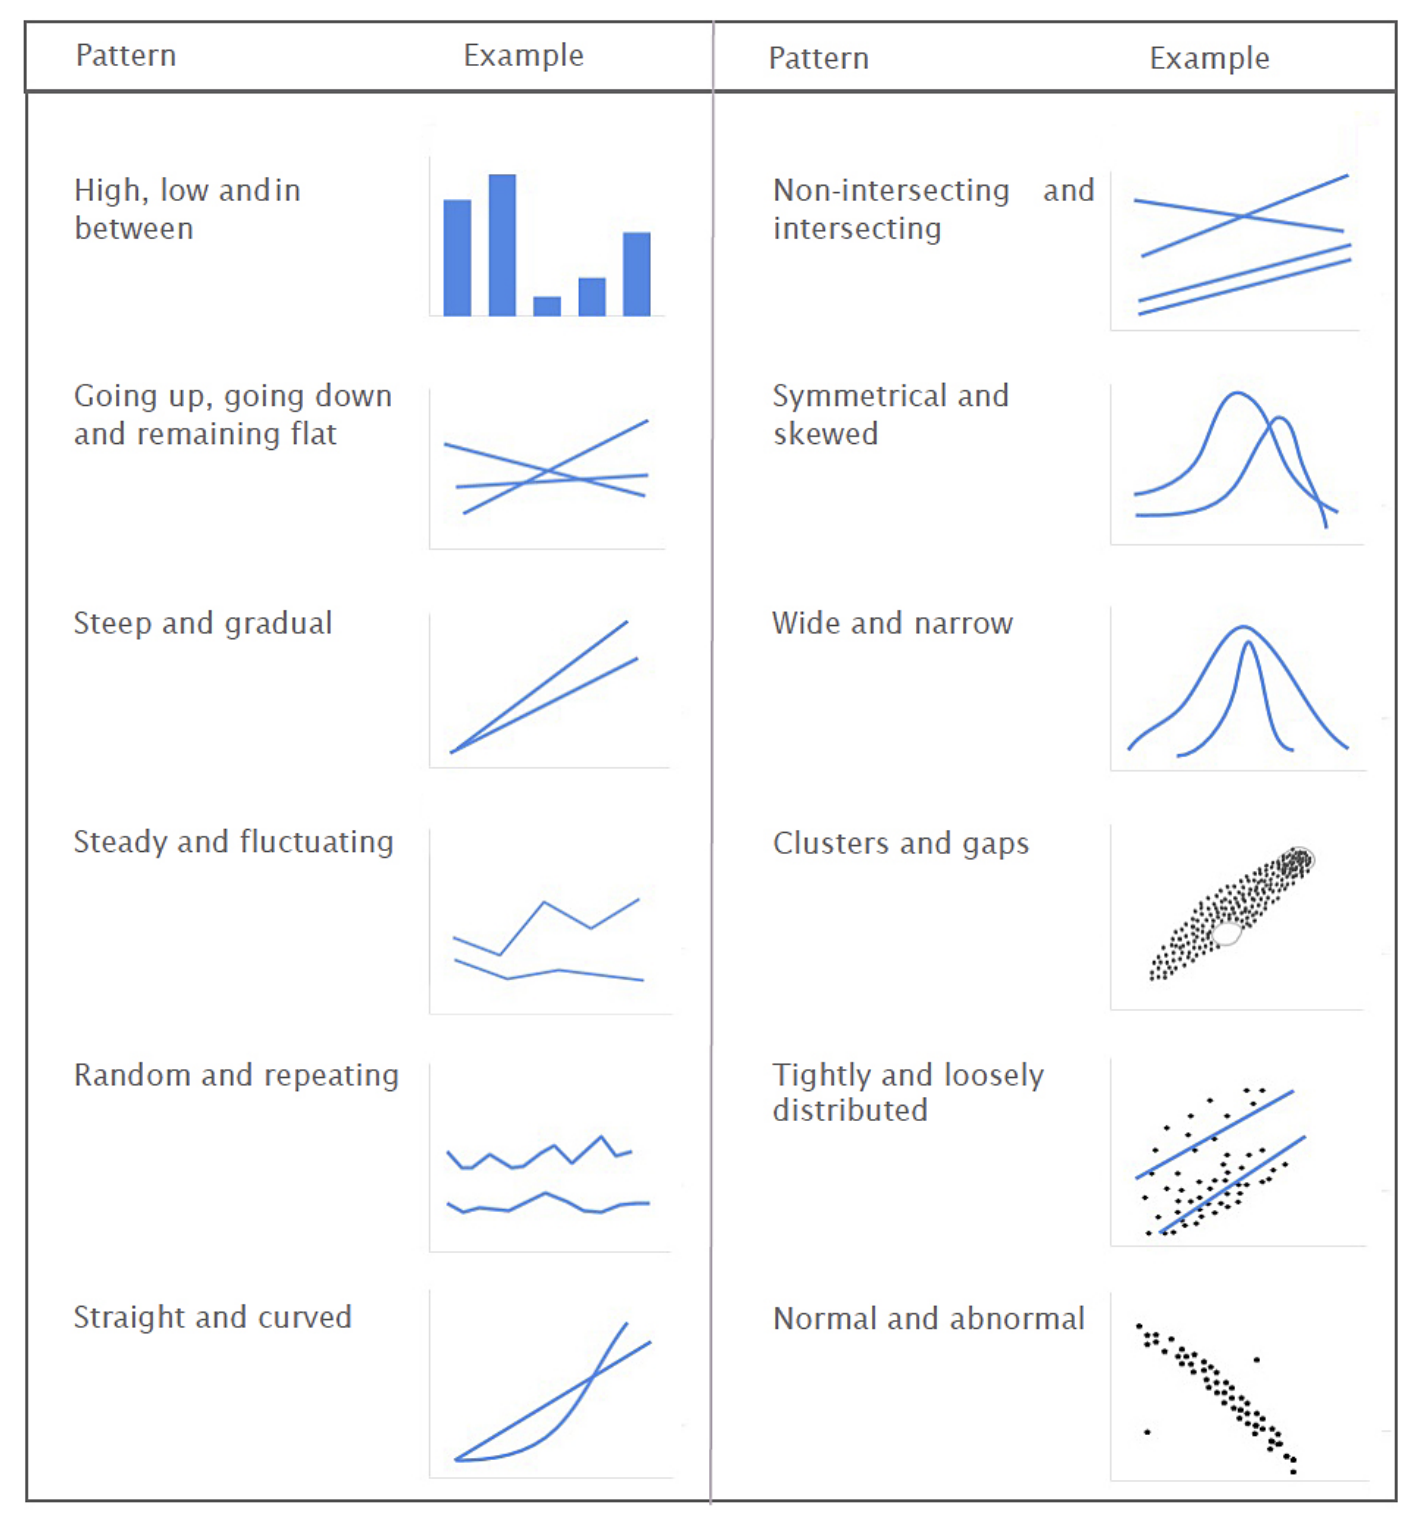 Pattern Example
High, low and in
between
Going up, going down
and remaining flat
Steep and gradual
Steady and fluctuating
Random and repeating
Straight and curved
Pattern Example
Non-intersecting and
intersecting
Symmetrical and
skewed
Wide and narrow
Clusters and gaps
Tightly and loosely
distributed
Normal and abnormal